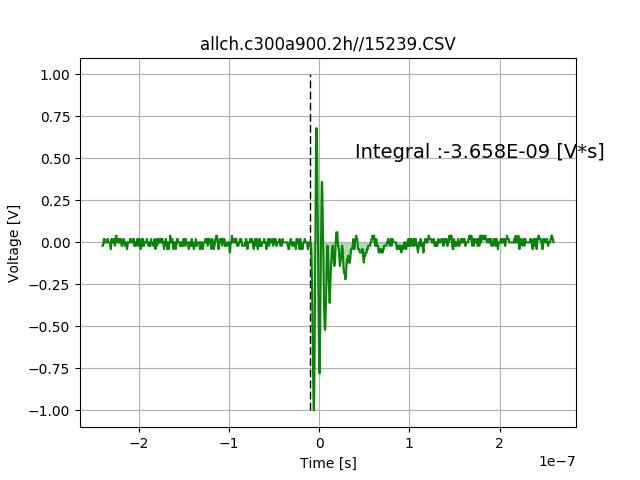 allch.c300a900.2h//15239.CSV
1.00
0.75
0.50
0.25
0.00
−0.25
−0.50
−0.75
−1.00
Voltage [V]
Integral :-3.658E-09 [V*s]
−2 −1 0 1 2
1e−7
Time [s]